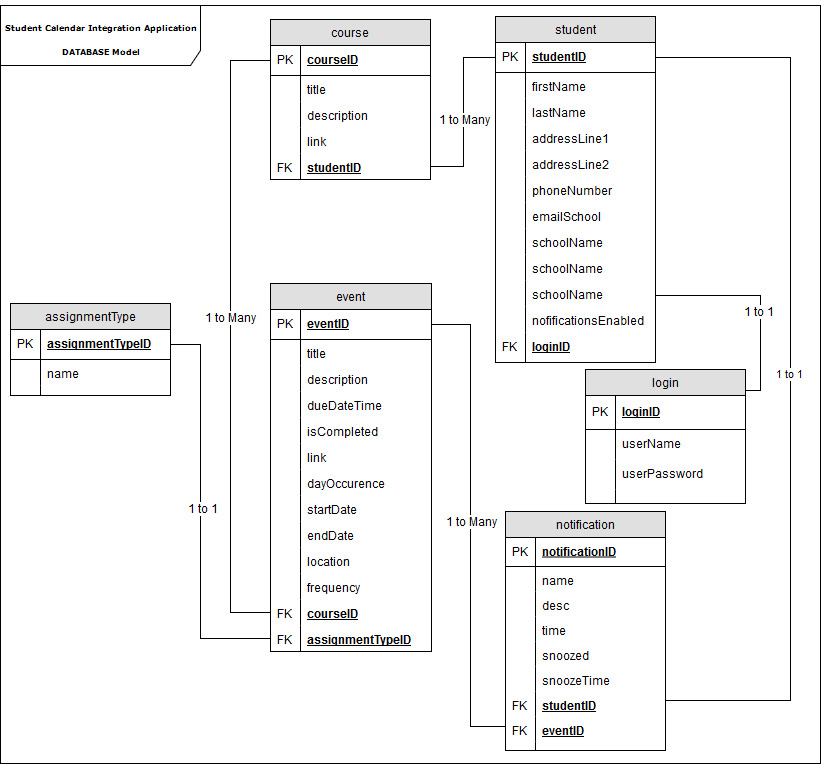 Student Calendar Integration Application
DATABASE Model
course
PK courseID
title
description
link
FK studentID
student
PK studentID
firstName
lastName
addressLine1
addressLine2
phoneNumber
emailSchool
schoolName
schoolName
schoolName
nofificationsEnabled
FK loginID
1 to Many
assignmentType
PK assignmentTypeID
name
1 to Many
1 to 1
event
PK eventID
title
description
dueDateTime
isCompleted
link
dayOccurence
startDate
endDate
location
frequency
FK courseID
FK assignmentTypeID
1 to 1
1 to 1
login
PK loginID
userName
userPassword
1 to Many
notification
PK notificationID
name
desc
time
snoozed
snoozeTime
FK studentID
FK eventID